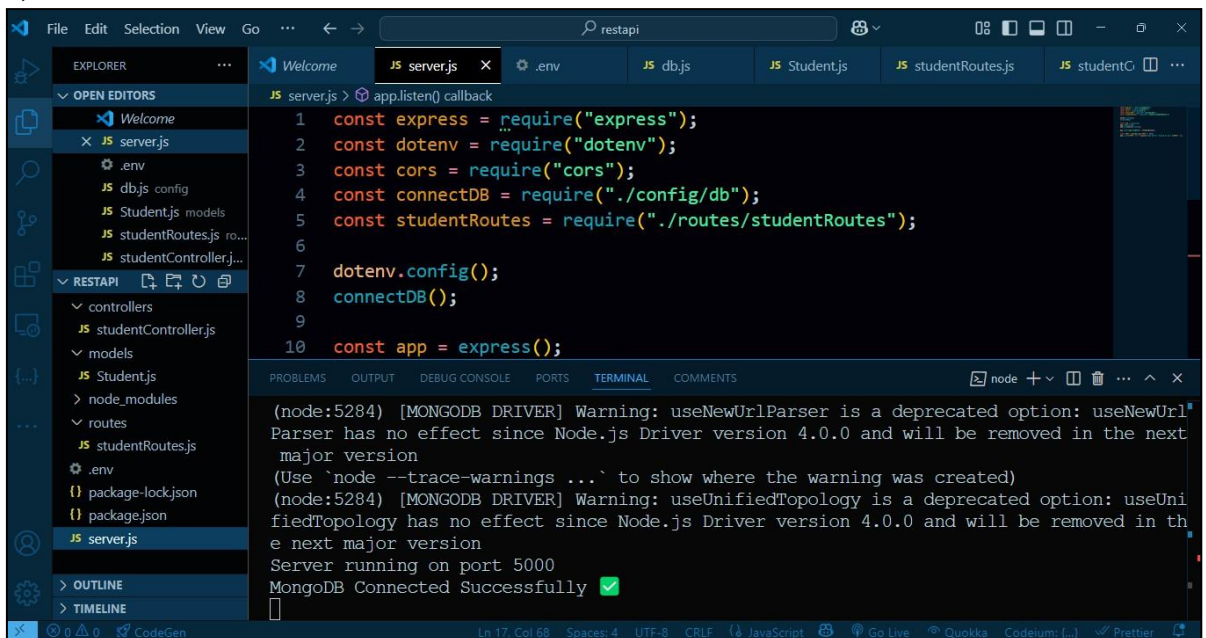 File Edit Selection View Go ··· restapi
EXPLORER ···
OPEN EDITORS
Welcome
JS server.js
.env
JS db.js config
JS Student.js models
JS studentRoutes.js ro...
JS studentController.j...
RESTAPI
controllers
JS studentController.js
models
JS Student.js
node_modules
routes
JS studentRoutes.js
.env
{} package-lock.json
{} package.json
JS server.js
OUTLINE
TIMELINE
Welcome JS server.js .env JS db.js JS Student.js JS studentRoutes.js JS studentC ···
JS server.js > app.listen() callback
1 const express = require("express");
2 const dotenv = require("dotenv");
3 const cors = require("cors");
4 const connectDB = require("./config/db");
5 const studentRoutes = require("./routes/studentRoutes");
6
7 dotenv.config();
8 connectDB();
9
10 const app = express();
PROBLEMS OUTPUT DEBUG CONSOLE PORTS TERMINAL COMMENTS node
(node:5284) [MONGODB DRIVER] Warning: useNewUrlParser is a deprecated option: useNewUrl
Parser has no effect since Node.js Driver version 4.0.0 and will be removed in the next
major version
(Use `node --trace-warnings ...` to show where the warning was created)
(node:5284) [MONGODB DRIVER] Warning: useUnifiedTopology is a deprecated option: useUni
fiedTopology has no effect since Node.js Driver version 4.0.0 and will be removed in th
e next major version
Server running on port 5000
MongoDB Connected Successfully ✅
0 0 CodeGen Ln 17, Col 68 Spaces: 4 UTF-8 CRLF JavaScript Go Live Quokka Codeium: {...} Prettier